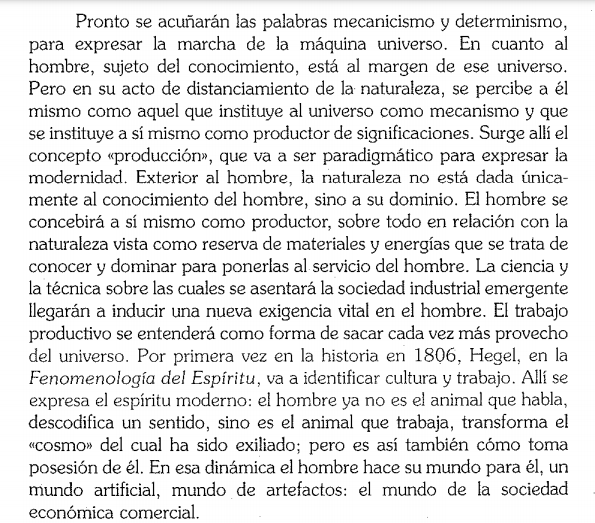 Pronto se acuñarán las palabras mecanicismo y determinismo,
para expresar la marcha de la máquina universo. En cuanto al
hombre, sujeto del conocimiento, está al margen de ese universo.
Pero en su acto de distanciamiento de la naturaleza, se percibe a él
mismo como aquel que instituye al universo como mecanismo y que
se instituye a sí mismo como productor de significaciones. Surge allí el
concepto «producción», que va a ser paradigmático para expresar la
modernidad. Exterior al hombre, la naturaleza no está dada única-
mente al conocimiento del hombre, sino a su dominio. El hombre se
concebirá a sí mismo como productor, sobre todo en relación con la
naturaleza vista como reserva de materiales y energías que se trata de
conocer y dominar para ponerlas al servicio del hombre. La ciencia y
la técnica sobre las cuales se asentará la sociedad industrial emergente
llegarán a inducir una nueva exigencia vital en el hombre. El trabajo
productivo se entenderá como forma de sacar cada vez más provecho
del universo. Por primera vez en la historia en 1806, Hegel, en la
Fenomenología del Espíritu, va a identificar cultura y trabajo. Allí se
expresa el espíritu moderno: el hombre ya no es el animal que habla,
descodifica un sentido, sino es el animal que trabaja, transforma el
«cosmo» del cual ha sido exiliado; pero es así también cómo toma
posesión de él. En esa dinámica el hombre hace su mundo para él, un
mundo artificial, mundo de artefactos: el mundo de la sociedad
económica comercial.